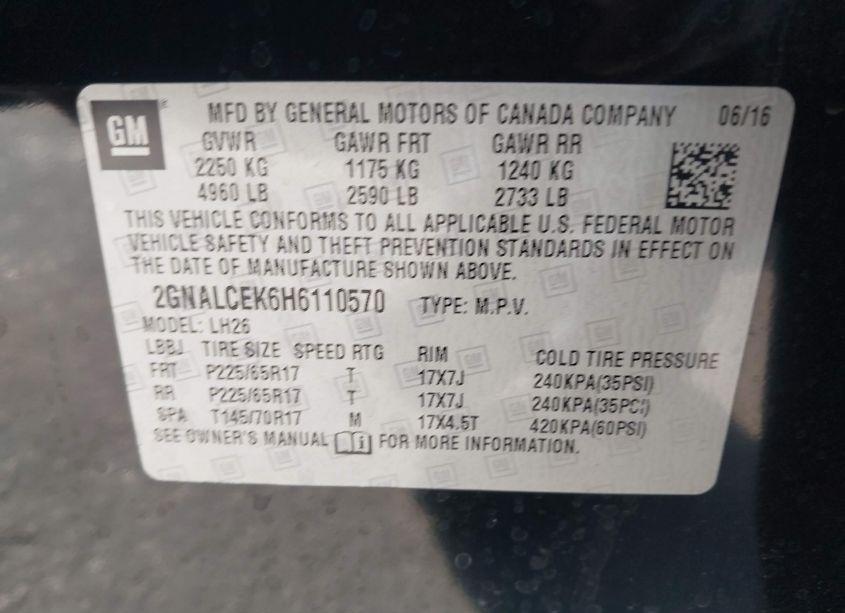 GM
MFD BY GENERAL MOTORS OF CANADA COMPANY 06/16
GVWR GAWR FRT GAWR RR
2250 KG 1175 KG 1240 KG
4960 LB 2590 LB 2733 LB
THIS VEHICLE CONFORMS TO ALL APPLICABLE U.S. FEDERAL MOTOR
VEHICLE SAFETY AND THEFT PREVENTION STANDARDS IN EFFECT ON
THE DATE OF MANUFACTURE SHOWN ABOVE.
2GNALCEK6H6110570 TYPE: M.P.V.
MODEL: LH26
LBBJ TIRE SIZE SPEED RTG RIM COLD TIRE PRESSURE
FRT P225/65R17 T 17X7J 240KPA(35PSI)
RR P225/65R17 T 17X7J 240KPA(35PSI)
SPA T145/70R17 M 17X4.5T 420KPA(60PSI)
SEE OWNER'S MANUAL FOR MORE INFORMATION.